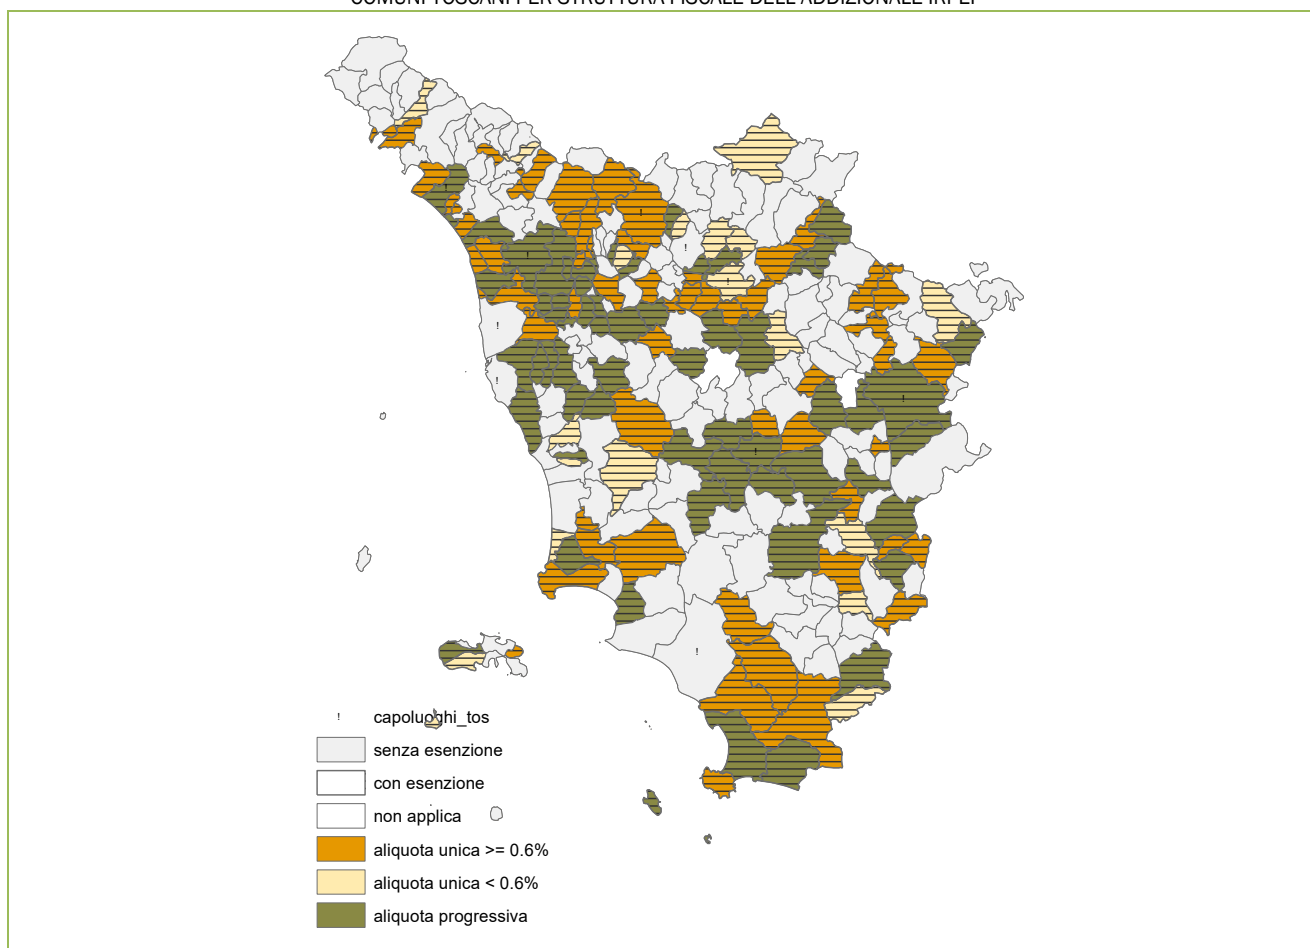 COMUNI TOSCANI PER STRUTTURA FISCALE DELL'ADDIZIONALE IRPEF
! capoluoghi_tos
senza esenzione
con esenzione
non applica
aliquota unica >= 0.6%
aliquota unica < 0.6%
aliquota progressiva